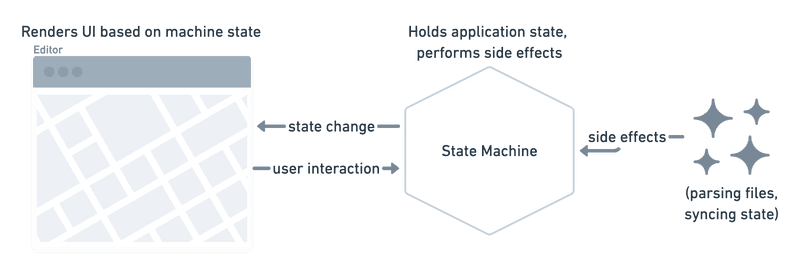 Renders UI based on machine state
Editor
Holds application state,
performs side effects
state change
user interaction
State Machine
side effects
(parsing files,
syncing state)